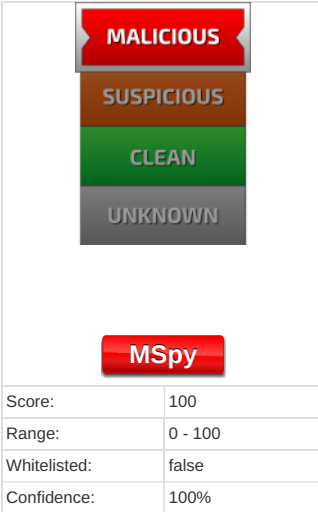 MALICIOUS
SUSPICIOUS
CLEAN
UNKNOWN
MSpy
Score: 100
Range: 0 - 100
Whitelisted: false
Confidence: 100%